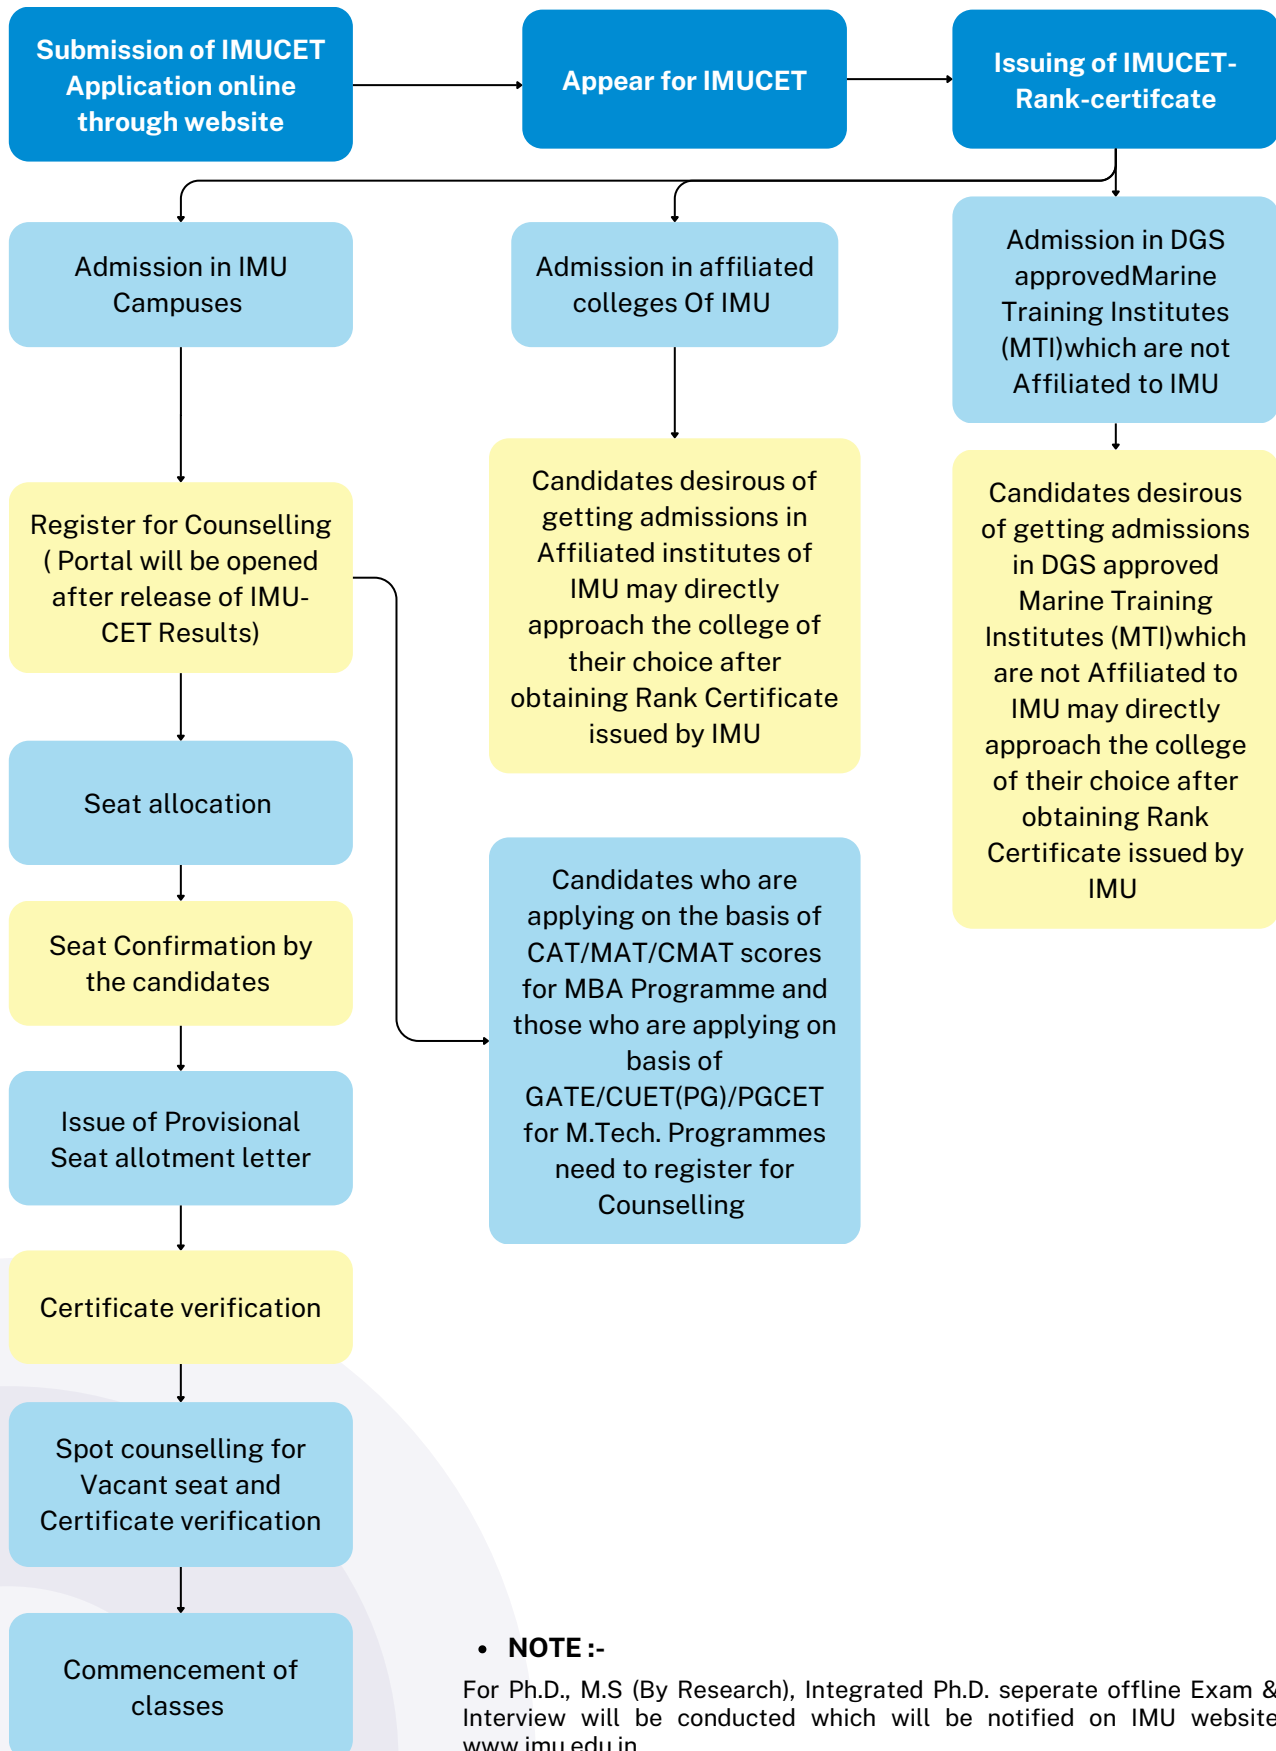 Submission of IMUCET
Application online
through website
Appear for IMUCET
Issuing of IMUCET-
Rank-certifcate
Admission in IMU
Campuses
Admission in affiliated
colleges Of IMU
Admission in DGS
approvedMarine
Training Institutes
(MTI)which are not
Affiliated to IMU
Register for Counselling
( Portal will be opened
after release of IMU-
CET Results)
Candidates desirous of
getting admissions in
Affiliated institutes of
IMU may directly
approach the college of
their choice after
obtaining Rank Certificate
issued by IMU
Candidates desirous
of getting admissions
in DGS approved
Marine Training
Institutes (MTI)which
are not Affiliated to
IMU may directly
approach the college
of their choice after
obtaining Rank
Certificate issued by
IMU
Seat allocation
Seat Confirmation by
the candidates
Issue of Provisional
Seat allotment letter
Certificate verification
Spot counselling for
Vacant seat and
Certificate verification
Commencement of
classes
Candidates who are
applying on the basis of
CAT/MAT/CMAT scores
for MBA Programme and
those who are applying on
basis of
GATE/CUET(PG)/PGCET
for M.Tech. Programmes
need to register for
Counselling
• NOTE :-
For Ph.D., M.S (By Research), Integrated Ph.D. seperate offline Exam &
Interview will be conducted which will be notified on IMU website
www.imu.edu.in